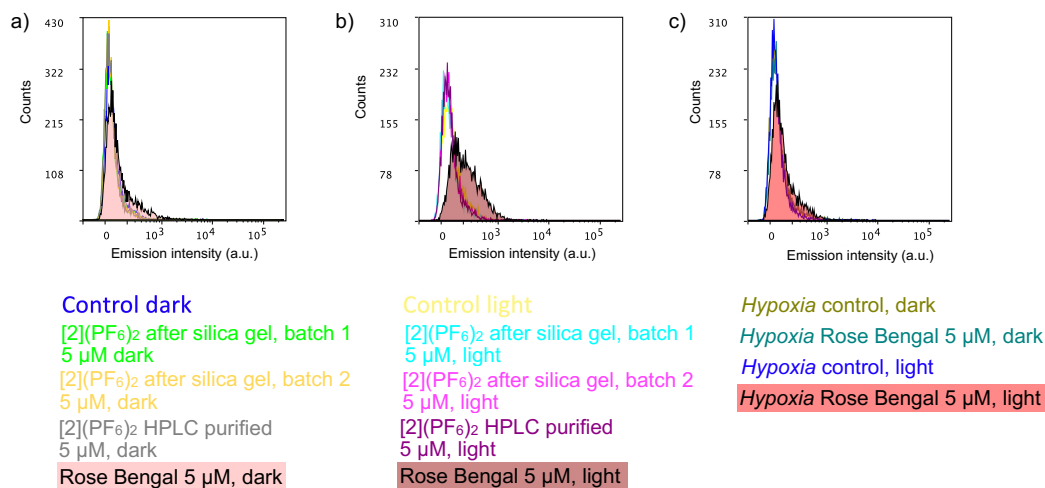 a)
430
322
215
108
Counts
0
10³
10⁴
10⁵
Emission intensity (a.u.)
Control dark
[2](PF₆)₂ after silica gel, batch 1
5 µM dark
[2](PF₆)₂ after silica gel, batch 2
5 µM, dark
[2](PF₆)₂ HPLC purified
5 µM, dark
Rose Bengal 5 µM, dark
b)
310
232
155
78
Counts
0
10³
10⁴
10⁵
Emission intensity (a.u.)
Control light
[2](PF₆)₂ after silica gel, batch 1
5 µM, light
[2](PF₆)₂ after silica gel, batch 2
5 µM, light
[2](PF₆)₂ HPLC purified
5 µM, light
Rose Bengal 5 µM, light
c)
310
232
155
78
Counts
0
10³
10⁴
10⁵
Emission intensity (a.u.)
Hypoxia control, dark
Hypoxia Rose Bengal 5 µM, dark
Hypoxia control, light
Hypoxia Rose Bengal 5 µM, light